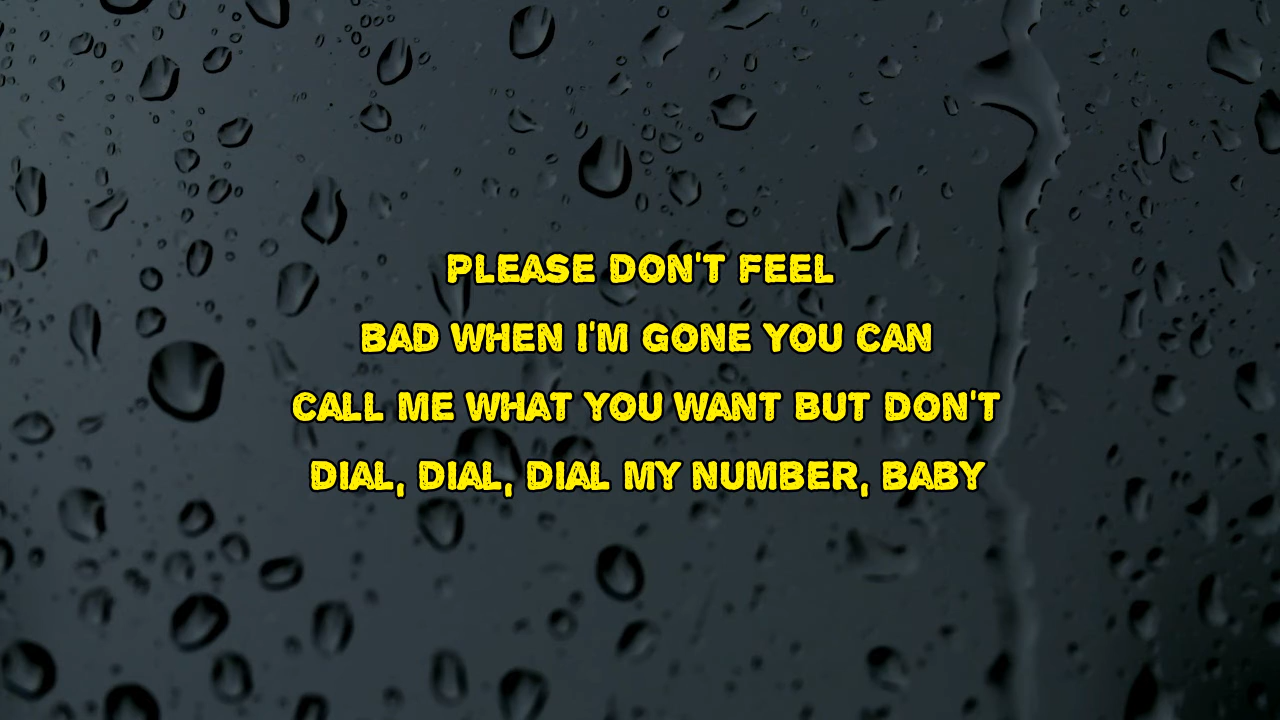 PLEASE DON'T FEEL
BAD WHEN I'M GONE YOU CAN
CALL ME WHAT YOU WANT BUT DON'T
DIAL, DIAL, DIAL MY NUMBER, BABY